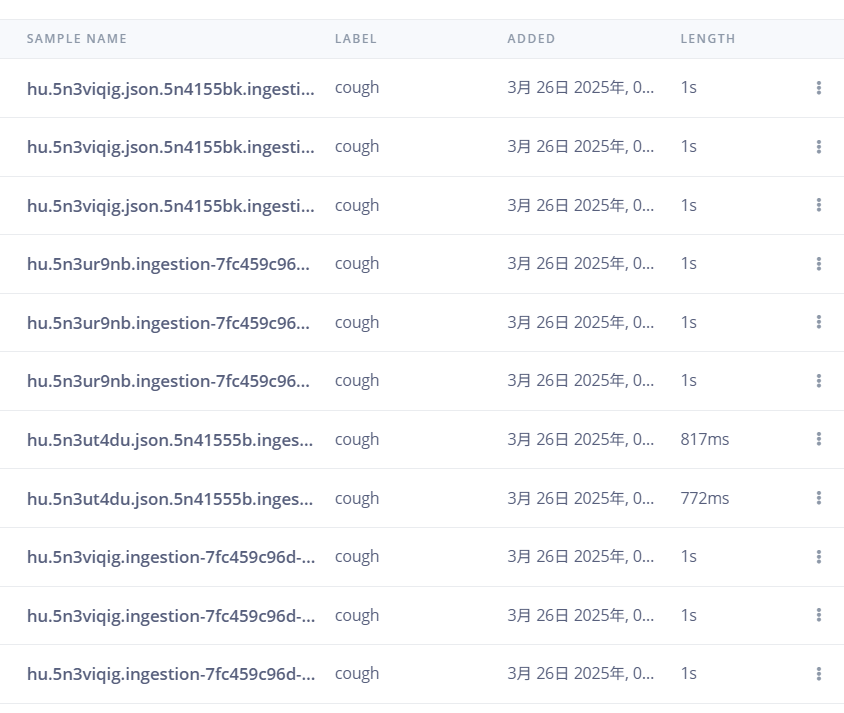 SAMPLE NAME LABEL ADDED LENGTH
hu.5n3viqig.json.5n4155bk.ingesti... cough 3月 26日 2025年, 0... 1s
hu.5n3viqig.json.5n4155bk.ingesti... cough 3月 26日 2025年, 0... 1s
hu.5n3viqig.json.5n4155bk.ingesti... cough 3月 26日 2025年, 0... 1s
hu.5n3ur9nb.ingestion-7fc459c96... cough 3月 26日 2025年, 0... 1s
hu.5n3ur9nb.ingestion-7fc459c96... cough 3月 26日 2025年, 0... 1s
hu.5n3ur9nb.ingestion-7fc459c96... cough 3月 26日 2025年, 0... 1s
hu.5n3ut4du.json.5n41555b.inges... cough 3月 26日 2025年, 0... 817ms
hu.5n3ut4du.json.5n41555b.inges... cough 3月 26日 2025年, 0... 772ms
hu.5n3viqig.ingestion-7fc459c96d-... cough 3月 26日 2025年, 0... 1s
hu.5n3viqig.ingestion-7fc459c96d-... cough 3月 26日 2025年, 0... 1s
hu.5n3viqig.ingestion-7fc459c96d-... cough 3月 26日 2025年, 0... 1s